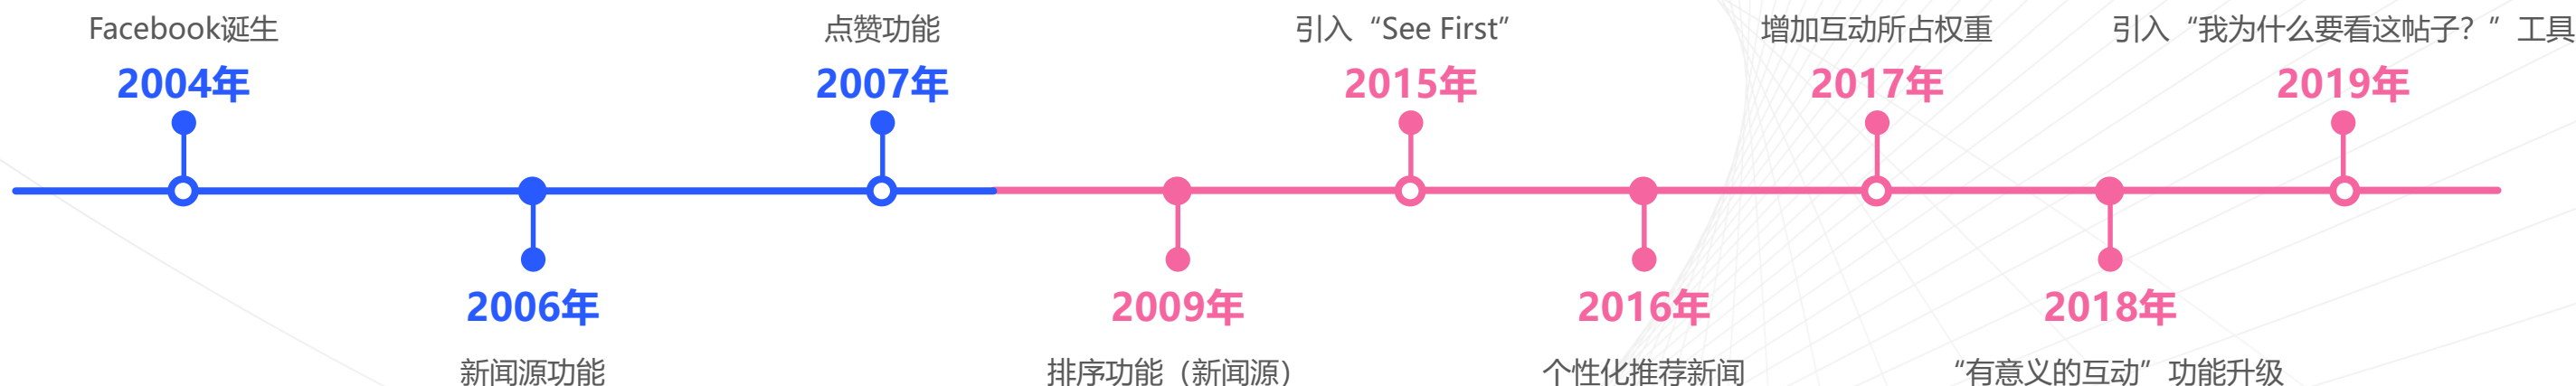 Facebook诞生
2004年
点赞功能
2007年
引入“See First”
2015年
增加互动所占权重
2017年
引入“我为什么要看这帖子？”工具
2019年
2006年
新闻源功能
2009年
排序功能（新闻源）
2016年
个性化推荐新闻
2018年
“有意义的互动”功能升级